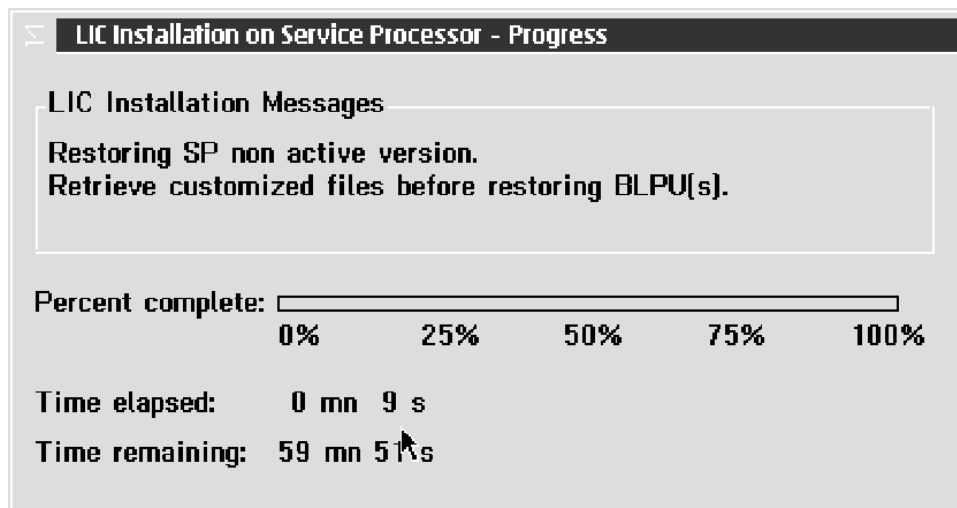 LIC Installation on Service Processor - Progress
LIC Installation Messages
Restoring SP non active version.
Retrieve customized files before restoring BLPU(s).
Percent complete:
0% 25% 50% 75% 100%
Time elapsed: 0 mn 9 s
Time remaining: 59 mn 51 s